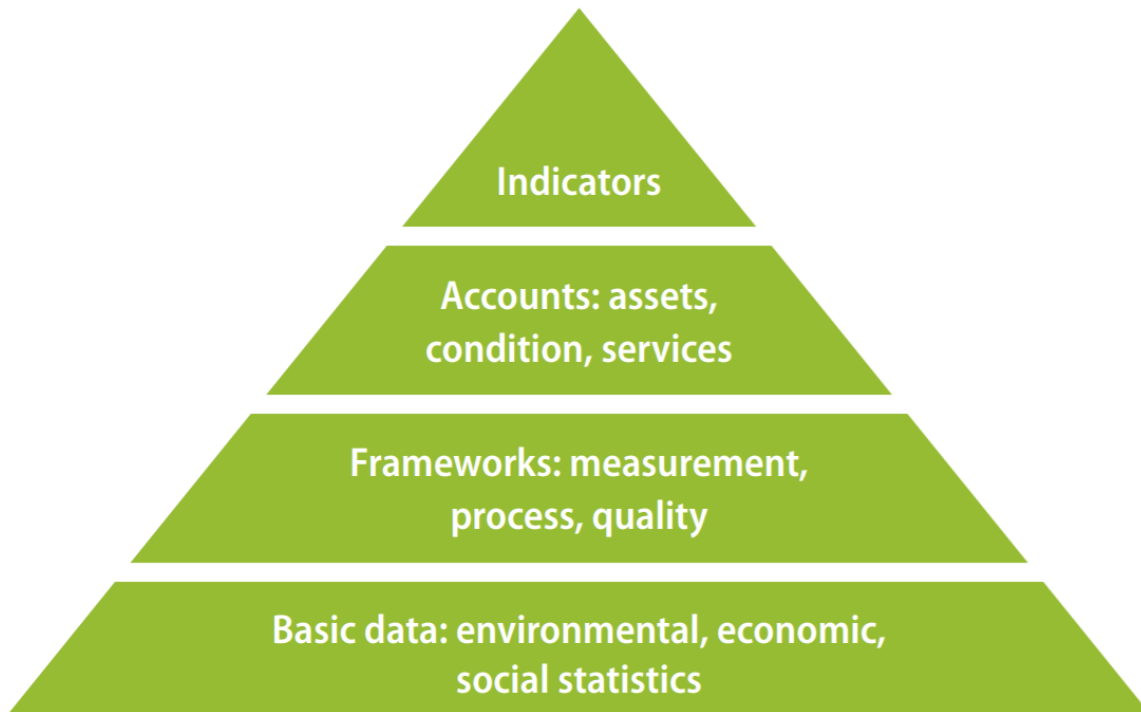 Indicators
Accounts: assets,
condition, services
Frameworks: measurement,
process, quality
Basic data: environmental, economic,
social statistics